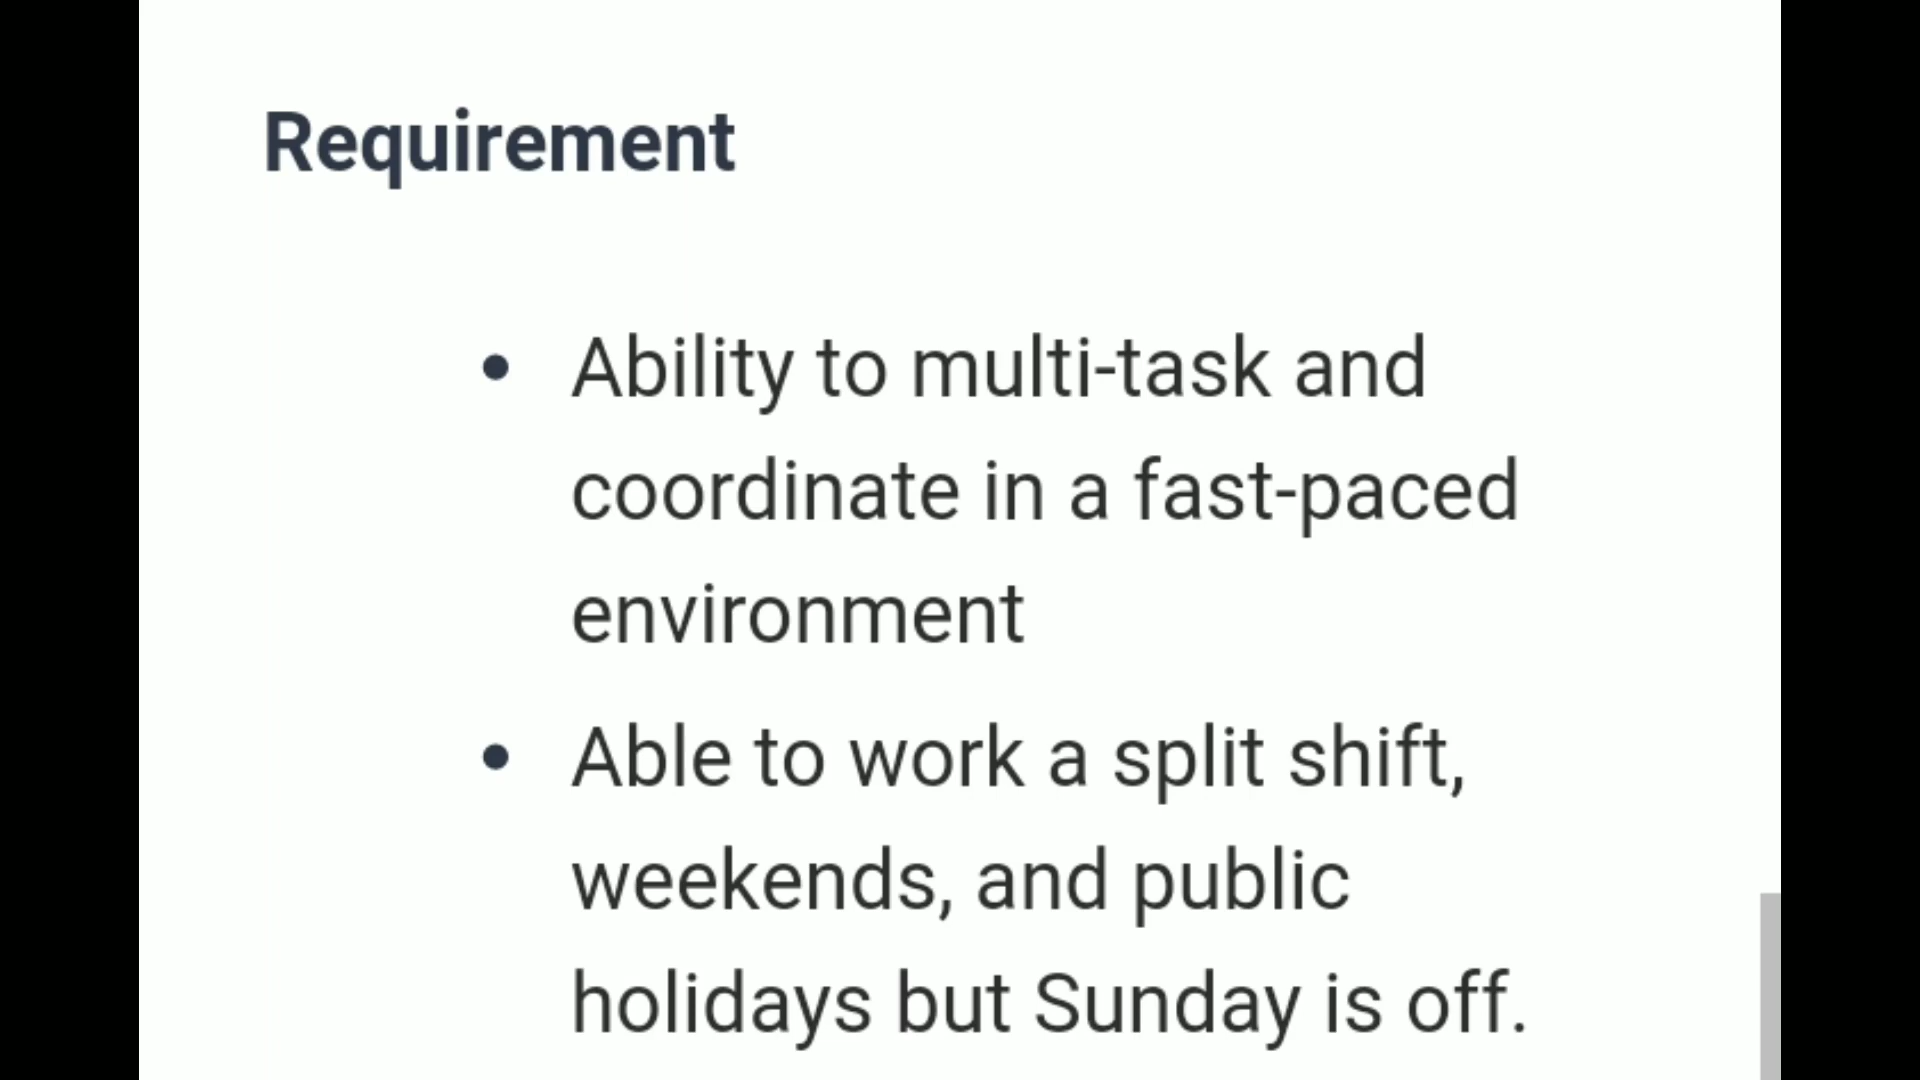 Requirement
• Ability to multi-task and
coordinate in a fast-paced
environment
• Able to work a split shift,
weekends, and public
holidays but Sunday is off.